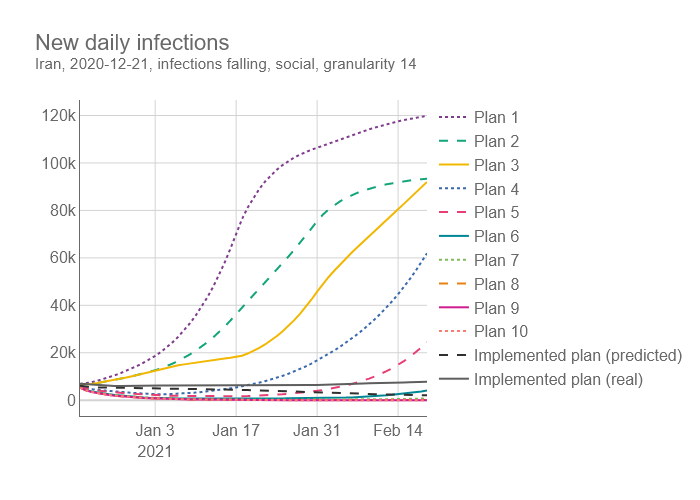 New daily infections
Iran, 2020-12-21, infections falling, social, granularity 14
120k
100k
80k
60k
40k
20k
0
Jan 3
2021
Jan 17
Jan 31
Feb 14
Plan 1
Plan 2
Plan 3
Plan 4
Plan 5
Plan 6
Plan 7
Plan 8
Plan 9
Plan 10
Implemented plan (predicted)
Implemented plan (real)